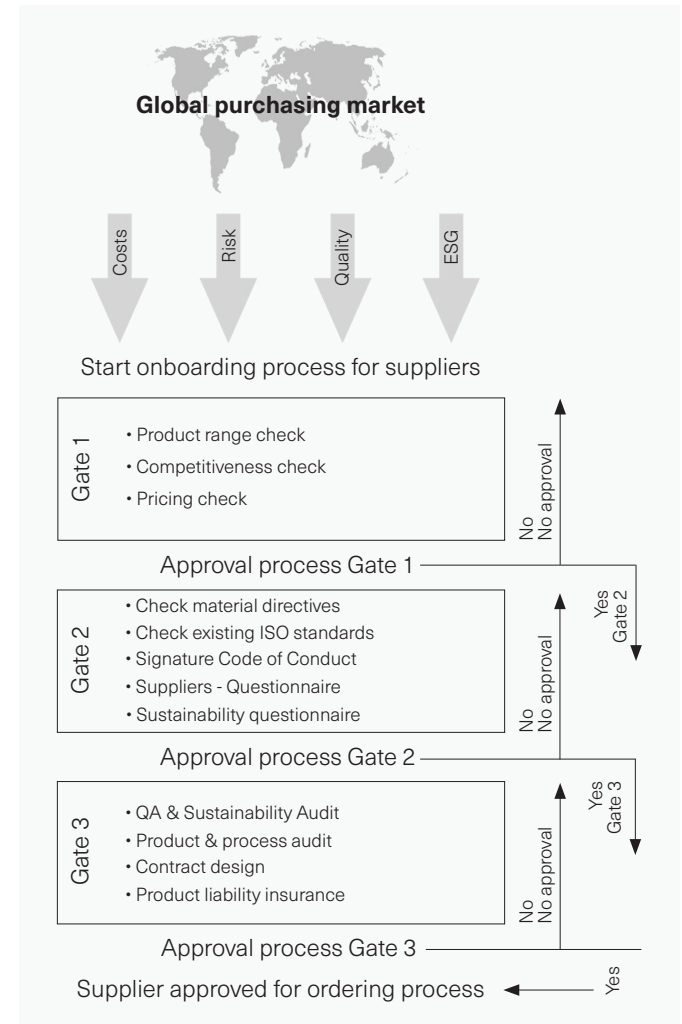 Global purchasing market
Costs
Risk
Quality
ESG
Start onboarding process for suppliers
Gate 1
• Product range check
• Competitiveness check
• Pricing check
No
No approval
Approval process Gate 1
Yes
Gate 2
Gate 2
• Check material directives
• Check existing ISO standards
• Signature Code of Conduct
• Suppliers - Questionnaire
• Sustainability questionnaire
No
No approval
Approval process Gate 2
Yes
Gate 3
Gate 3
• QA & Sustainability Audit
• Product & process audit
• Contract design
• Product liability insurance
No
No approval
Approval process Gate 3
Supplier approved for ordering process
Yes